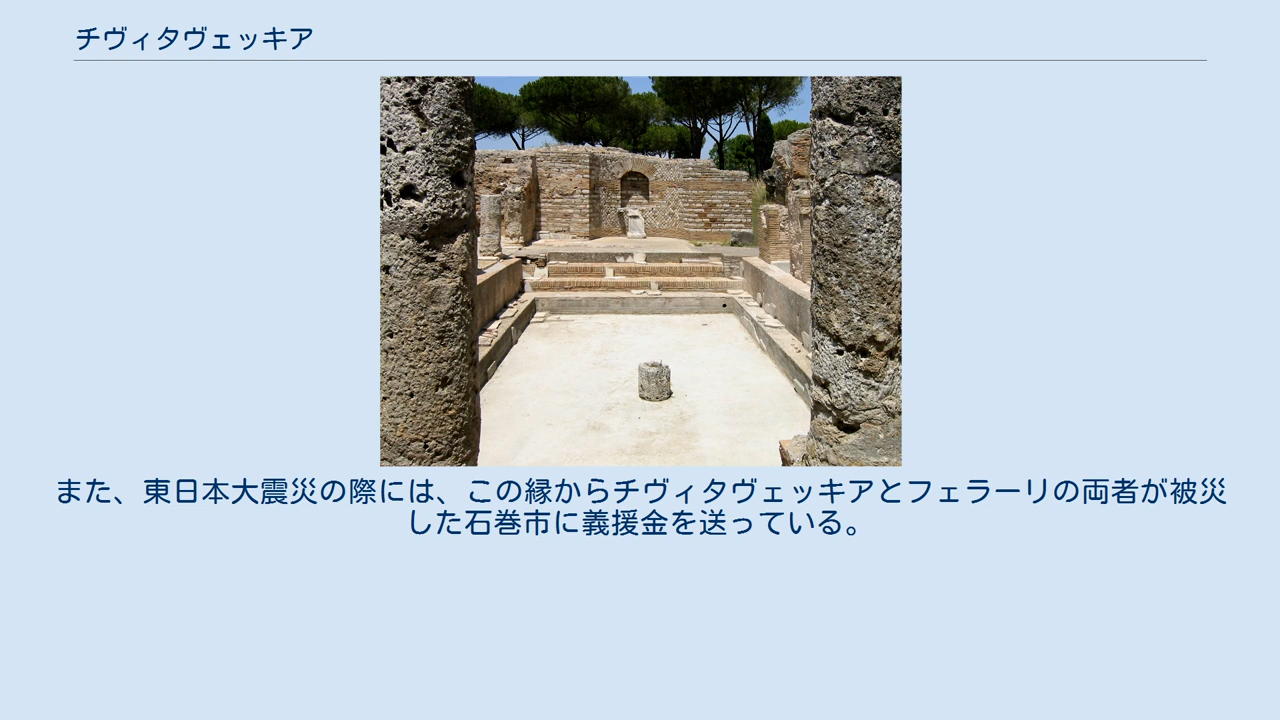 チヴィタヴェッキア
また、東日本大震災の際には、この縁からチヴィタヴェッキアとフェラーリの両者が被災
した石巻市に義援金を送っている。